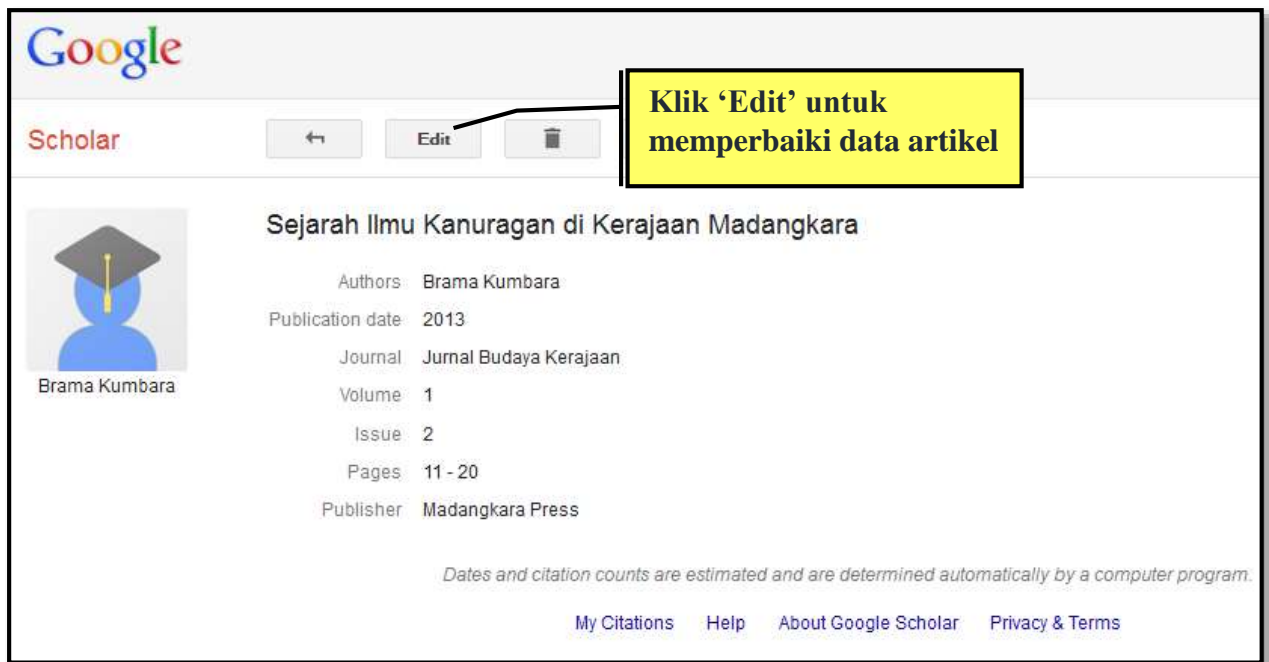 Google
Klik ‘Edit’ untuk
memperbaiki data artikel
Scholar
Edit
Sejarah Ilmu Kanuragan di Kerajaan Madangkara
Authors Brama Kumbara
Publication date 2013
Journal Jurnal Budaya Kerajaan
Brama Kumbara
Volume 1
Issue 2
Pages 11 - 20
Publisher Madangkara Press
Dates and citation counts are estimated and are determined automatically by a computer program.
My Citations Help About Google Scholar Privacy & Terms